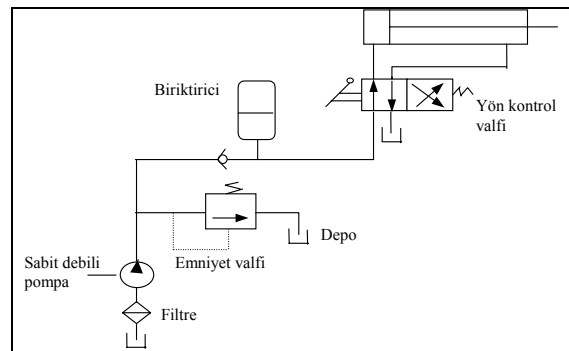 Biriktirici
Yön kontrol
valfi
Depo
Sabit debili
pompa
Emniyet valfi
Filtre